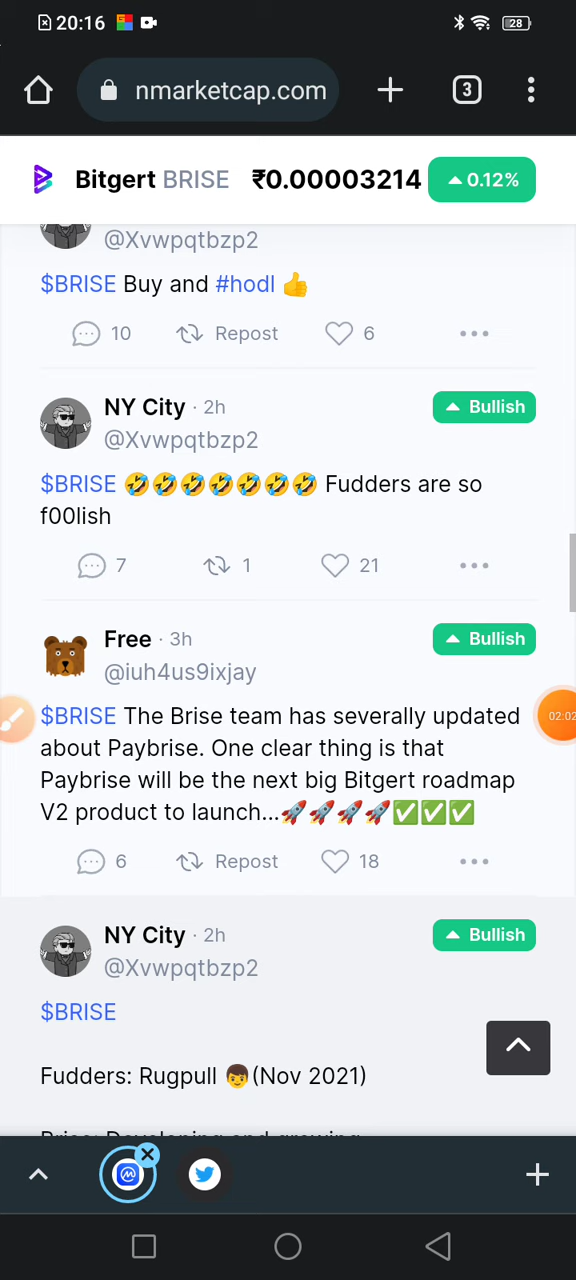 20:16
28
nmarketcap.com
3
Bitgert BRISE ₹0.00003214 0.12%
@Xvwpqtbzp2
$BRISE Buy and #hodl 👍
10 Repost 6
NY City · 2h Bullish
@Xvwpqtbzp2
$BRISE 🤣🤣🤣🤣🤣🤣🤣 Fudders are so
f00lish
7 1 21
Free · 3h Bullish
@iuh4us9ixjay
02:02
$BRISE The Brise team has severally updated
about Paybrise. One clear thing is that
Paybrise will be the next big Bitgert roadmap
V2 product to launch...🚀🚀🚀🚀✅✅✅
6 Repost 18
NY City · 2h Bullish
@Xvwpqtbzp2
$BRISE
Fudders: Rugpull 👦(Nov 2021)
Brise: Developing and growing